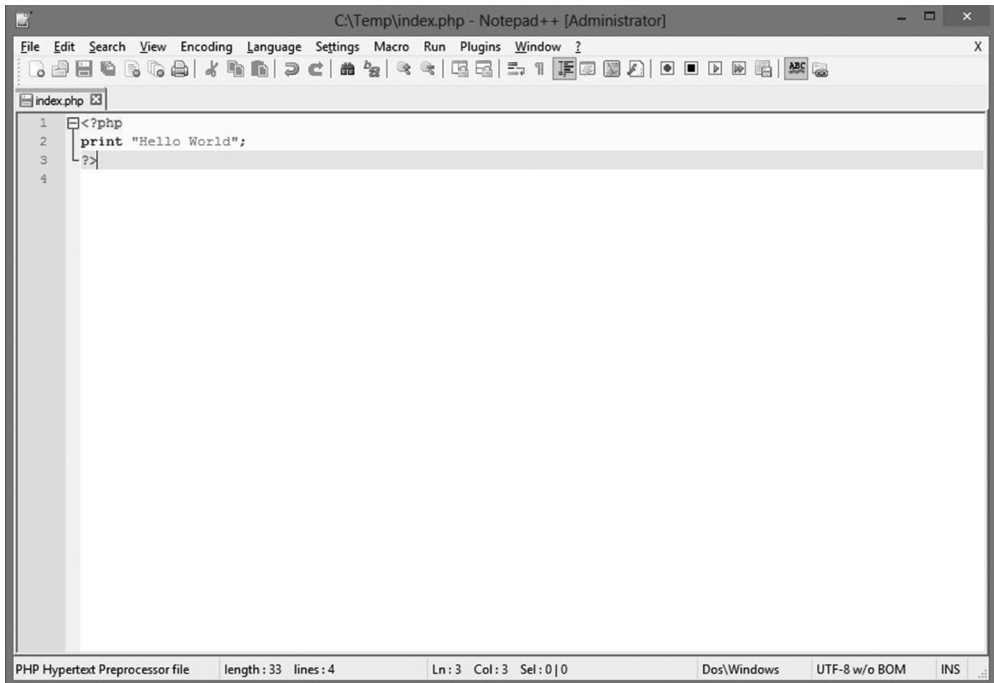 C:\Temp\index.php - Notepad++ [Administrator]
File Edit Search View Encoding Language Settings Macro Run Plugins Window ? X
ABC
index.php
1 <?php
2 print "Hello World";
3 ?>
4
PHP Hypertext Preprocessor file length : 33 lines : 4 Ln : 3 Col : 3 Sel : 0 | 0 Dos\Windows UTF-8 w/o BOM INS